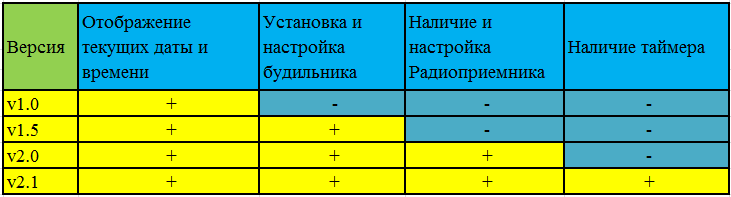 Версия
Отображение
текущих даты и
времени
Установка и
настройка
будильника
Наличие и
настройка
Радиоприемника
Наличие таймера
v1.0 + - - -
v1.5 + + - -
v2.0 + + + -
v2.1 + + + +